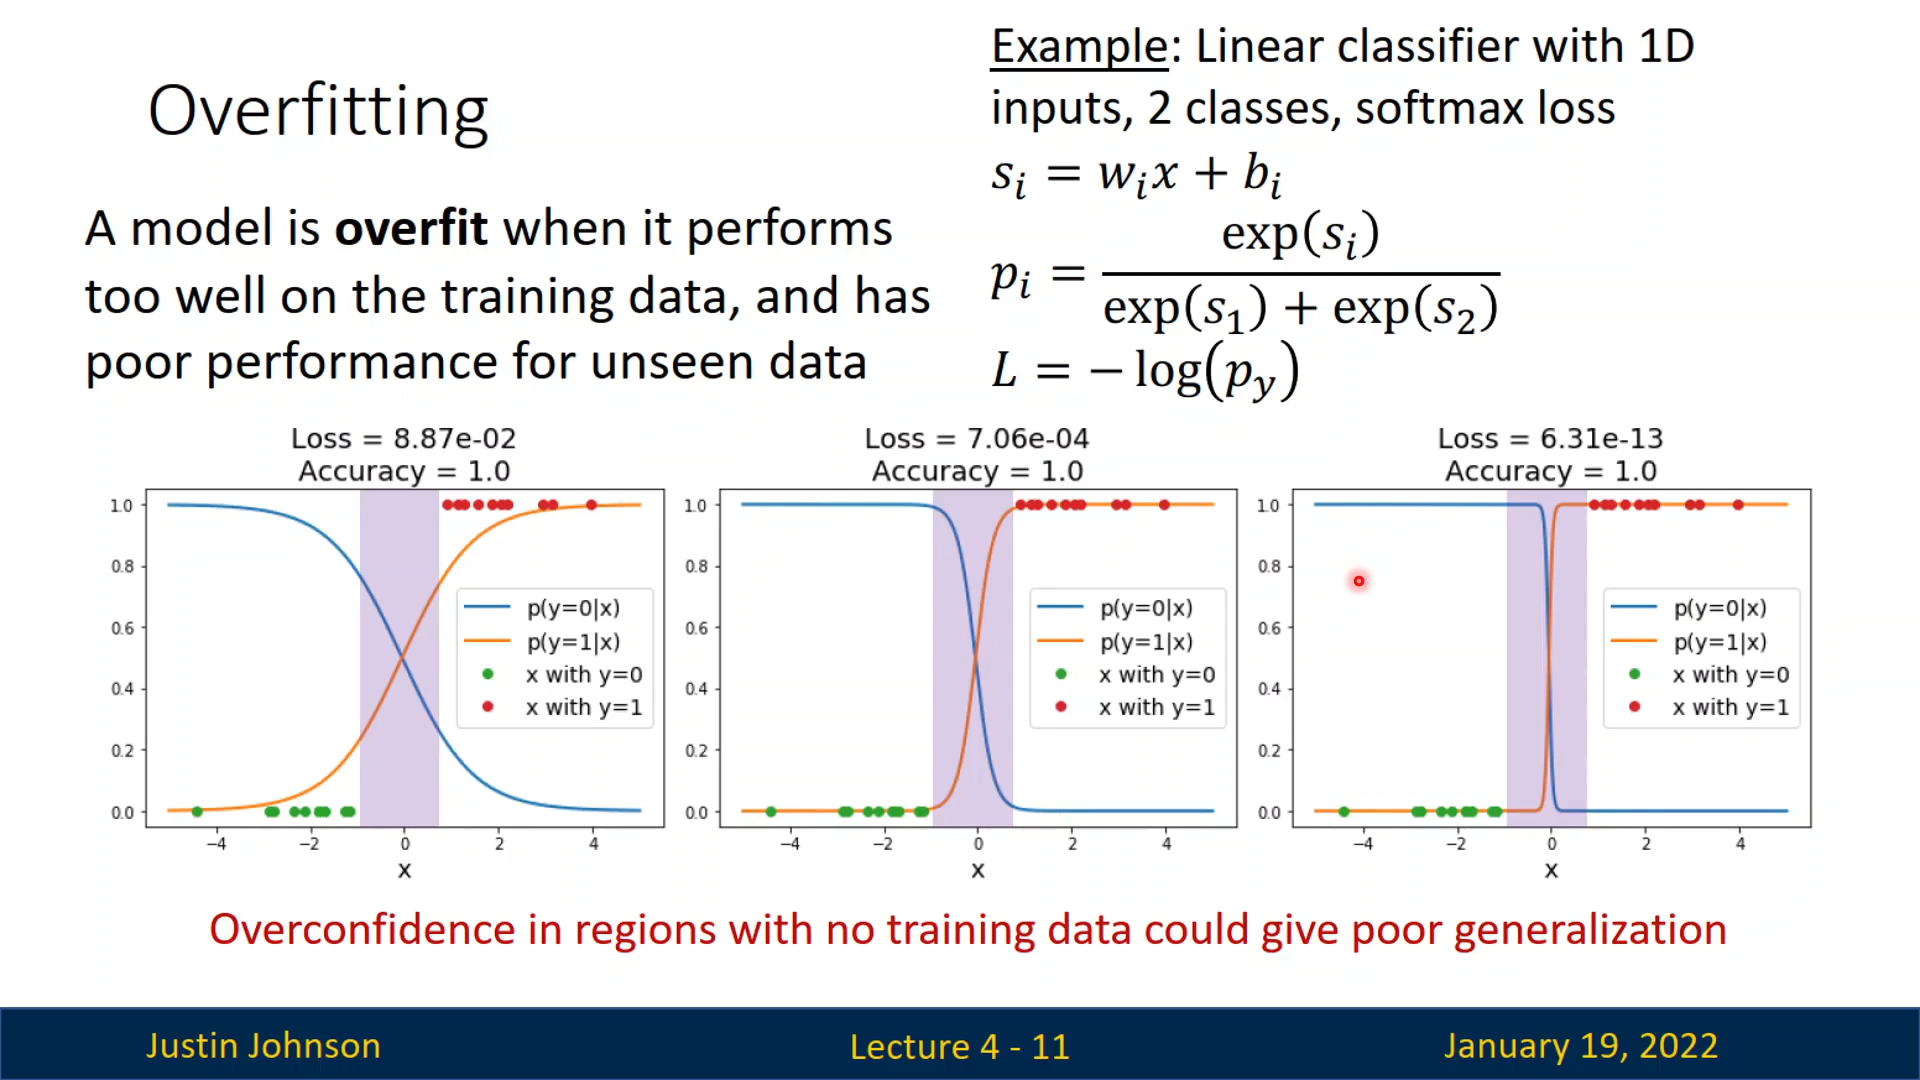 Overfitting
A model is overfit when it performs
too well on the training data, and has
poor performance for unseen data
Example: Linear classifier with 1D
inputs, 2 classes, softmax loss
s_i = w_i x + b_i
p_i = exp(s_i) / (exp(s_1) + exp(s_2))
L = − log(p_y)
Loss = 8.87e-02
Accuracy = 1.0
1.0
0.8
0.6
0.4
0.2
0.0
p(y=0|x)
p(y=1|x)
x with y=0
x with y=1
−4 −2 0 2 4
x
Loss = 7.06e-04
Accuracy = 1.0
1.0
0.8
0.6
0.4
0.2
0.0
p(y=0|x)
p(y=1|x)
x with y=0
x with y=1
−4 −2 0 2 4
x
Loss = 6.31e-13
Accuracy = 1.0
1.0
0.8
0.6
0.4
0.2
0.0
p(y=0|x)
p(y=1|x)
x with y=0
x with y=1
−4 −2 0 2 4
x
Overconfidence in regions with no training data could give poor generalization
Justin Johnson
Lecture 4 - 11
January 19, 2022